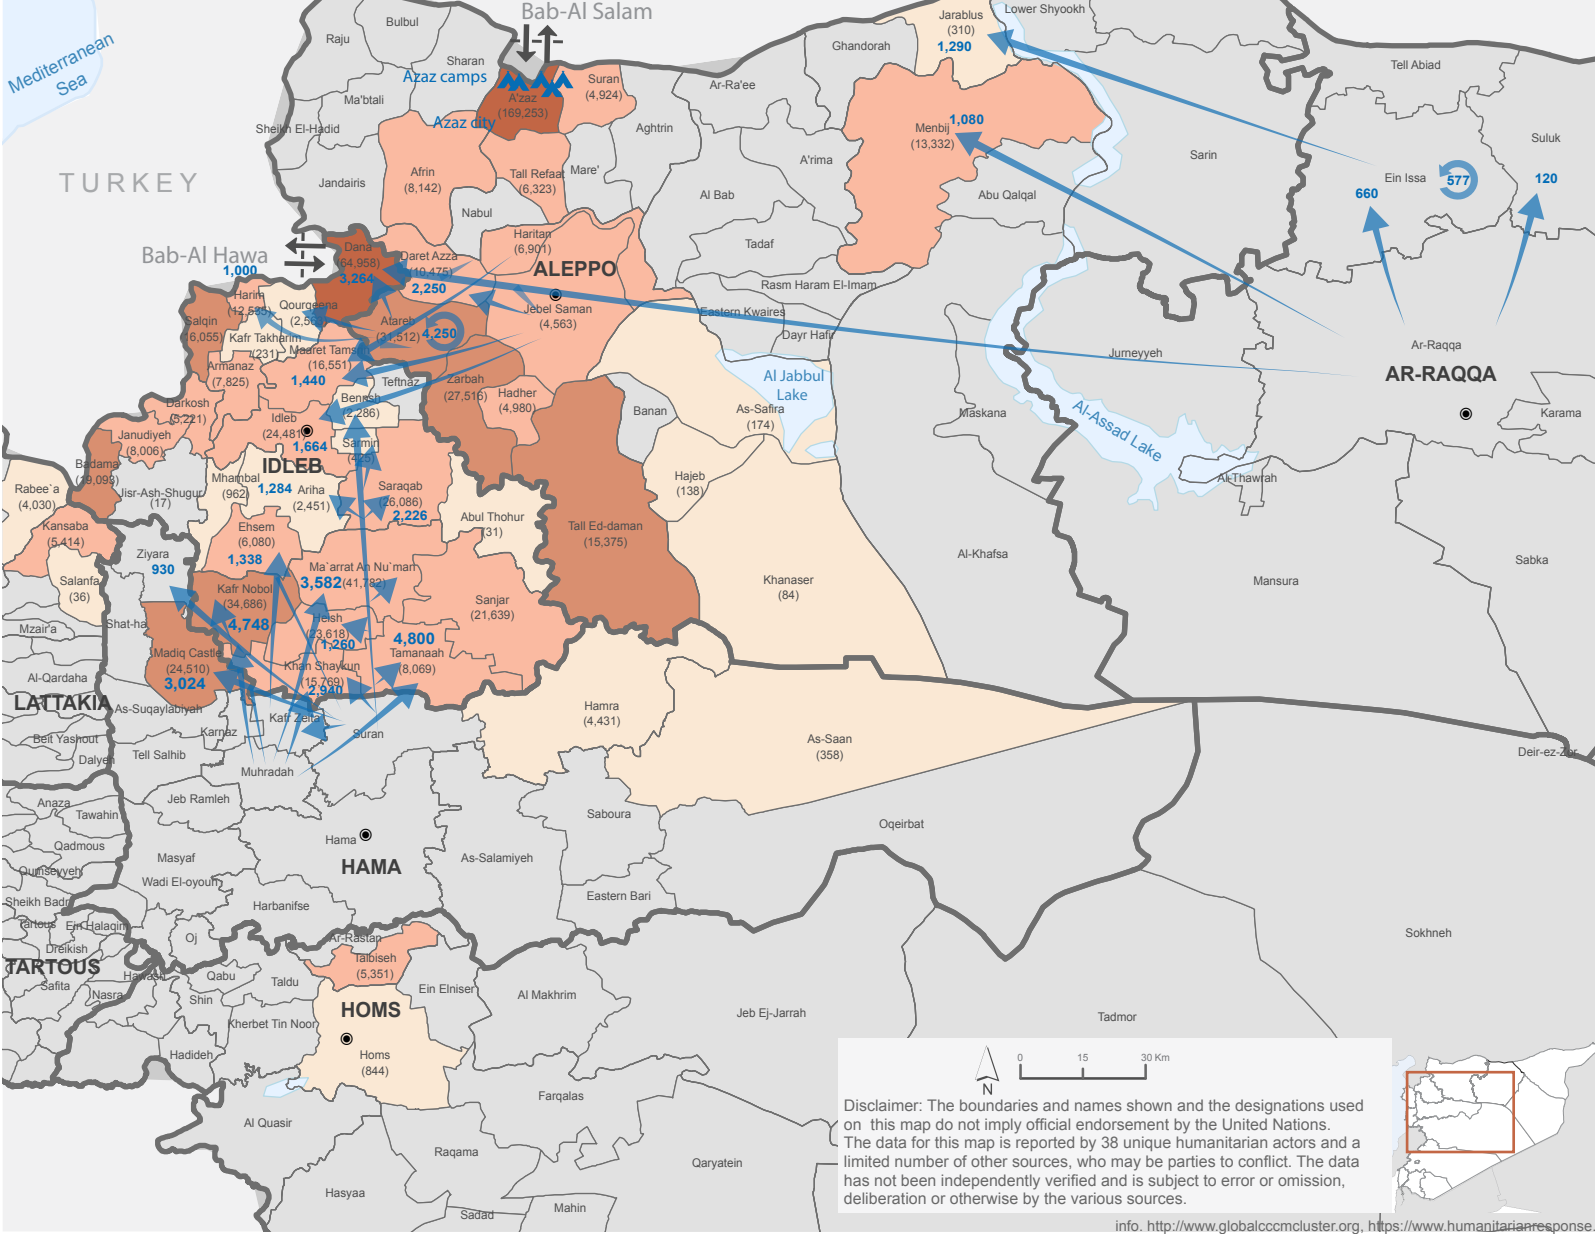 Bab-Al Salam
Lower Shyookh
Jarablus
(310)
1,290
Bulbul
Raju
Sharan
Ghandorah
Tell Abiad
Mediterranean
Sea
Azaz camps
Suran
(4,924)
Ar-Ra'ee
Ma'btali
A'zaz
(169,253)
Azaz city
Sheikh El-Hadid
Aghtrin
Menbij
(13,332)
1,080
Suluk
Sarin
A'rima
TURKEY
Jandairis
Afrin
(8,142)
Tall Refaat
(6,323)
Mare'
Ein Issa
577
120
660
Al Bab
Abu Qalqal
Nabul
Haritan
(6,901)
Tadaf
Bab-Al Hawa
Dana
(64,958)
3,264
Daret Azza
(10,475)
2,250
ALEPPO
1,000
Rasm Haram El-Imam
Harim
(12,535)
Qourqeena
Jebel Saman
(4,563)
Eastern Kwaires
Salqin
(16,055)
Atareb
(31,512)
4,250
Dayr Hafir
Kafr Takharim
(231)
Maaret Tamsrin
(16,551)
Ar-Raqqa
Jurneyyeh
Armanaz
(7,825)
1,440
Teftnaz
Zarbah
(27,516)
Al Jabbul
Lake
AR-RAQQA
Hadher
(4,980)
Darkosh
(5,221)
Bennsh
(2,286)
Banan
As-Safira
(174)
Maskana
Al-Assad Lake
Karama
Idleb
(24,481)
1,664
Janudiyeh
(8,006)
Sarmin
(425)
IDLEB
Badama
(19,093)
Mhambal
(962)
1,284
Ariha
(2,451)
Saraqab
(26,086)
2,226
Hajeb
(138)
Al-Thawrah
Rabee`a
(4,030)
Jisr-Ash-Shugur
(17)
Kansaba
(5,414)
Ehsem
(6,080)
1,338
Abul Thohur
(31)
Tall Ed-daman
(15,375)
Al-Khafsa
Sabka
Ziyara
930
Ma`arrat An Nu`man
3,582
(41,782)
Khanaser
(84)
Mansura
Salanfa
(36)
Kafr Nobol
(34,686)
4,748
Sanjar
(21,639)
Mzair'a
Shat-ha
Heish
(23,618)
1,260
4,800
Tamanaah
(8,069)
Madiq Castle
(24,510)
3,024
Al-Qardaha
Khan Shaykun
(15,769)
2,940
LATTAKIA
As-Suqaylabiyah
Hamra
(4,431)
Kafr Zeita
Karnaz
Suran
Beit Yashout
Tell Salhib
As-Saan
(358)
Deir-ez-Zor
Dalyeh
Muhradah
Anaza
Jeb Ramleh
Tawahin
Saboura
Oqeirbat
Hama
Qadmous
Masyaf
HAMA
As-Salamiyeh
Qumseyyeh
Wadi El-oyoun
Sheikh Badr
Harbanifse
Eastern Bari
Tartous
Ein Halaqim
Dreikish
Oj
Ar-Rastan
Sokhneh
TARTOUS
Talbiseh
(5,351)
Hawash
Qabu
Taldu
Safita
Nasra
Shin
Ein Elniser
Al Makhrim
HOMS
Jeb Ej-Jarrah
Tadmor
Kherbet Tin Noor
Hadideh
Homs
(844)
Farqalas
Al Quasir
Raqama
Qaryatein
Hasyaa
Sadad
Mahin
N
0 15 30 Km
Disclaimer: The boundaries and names shown and the designations used
on this map do not imply official endorsement by the United Nations.
The data for this map is reported by 38 unique humanitarian actors and a
limited number of other sources, who may be parties to conflict. The data
has not been independently verified and is subject to error or omission,
deliberation or otherwise by the various sources.
info. http://www.globalcccmcluster.org, https://www.humanitarianresponse.